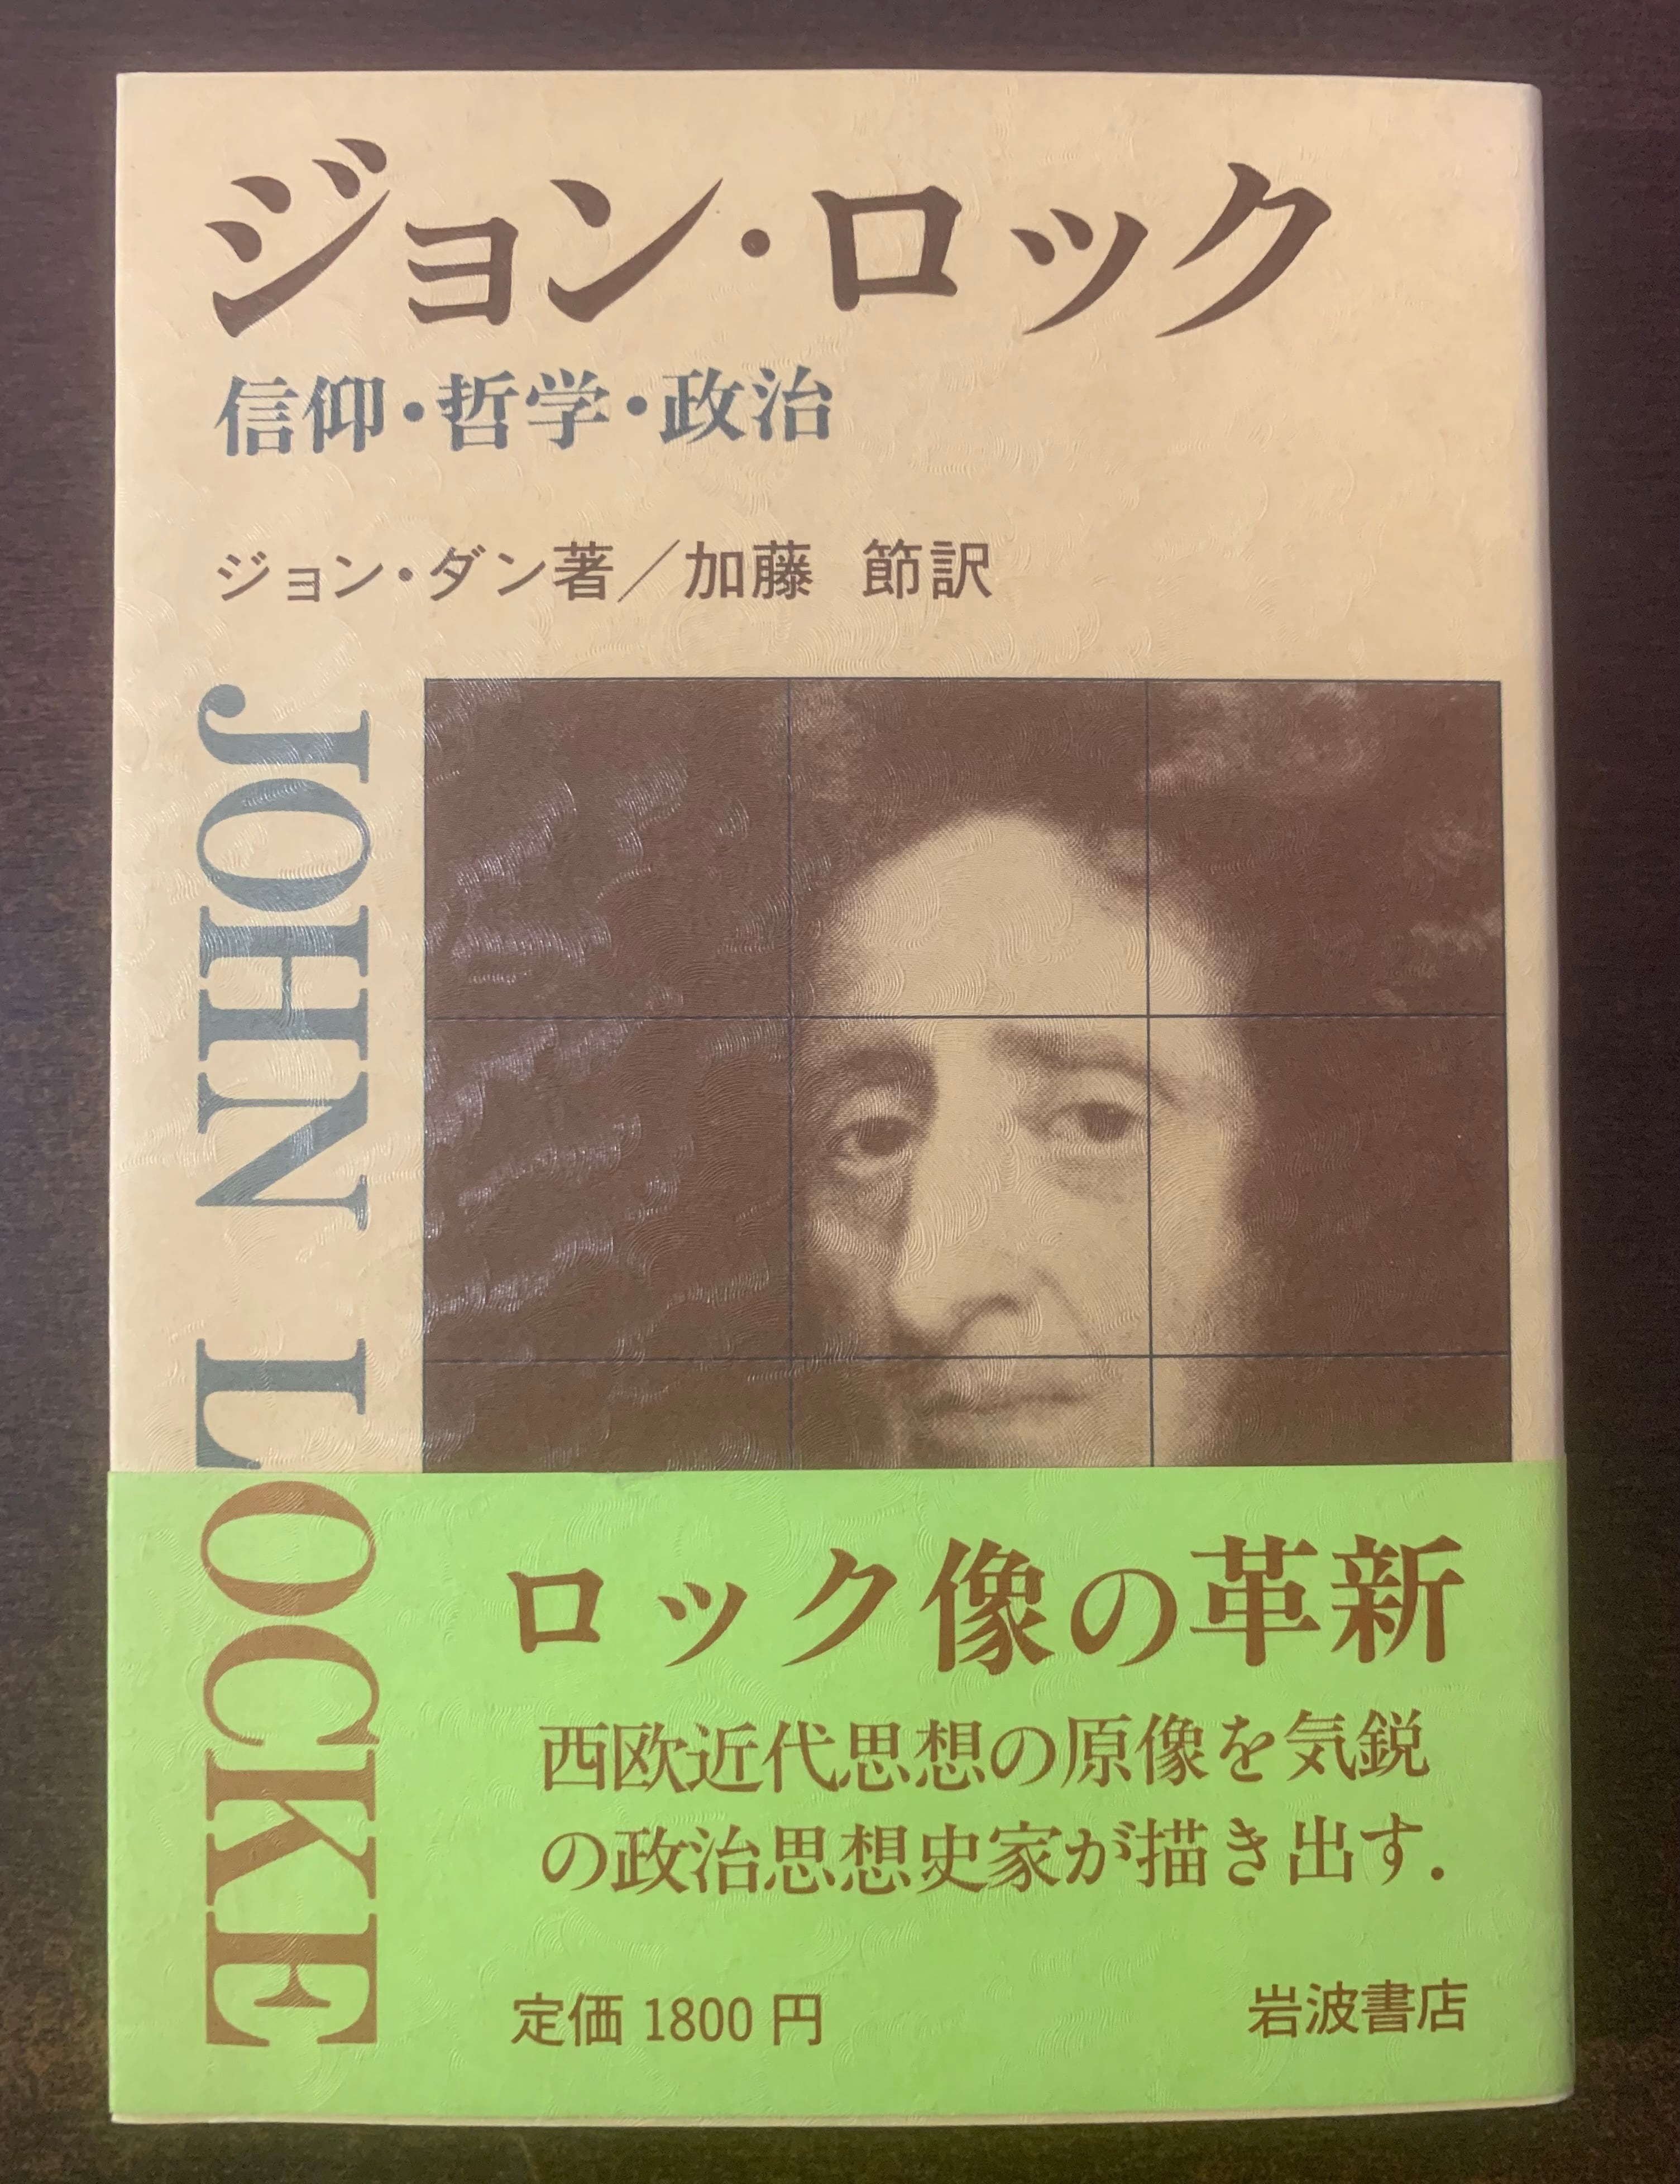 ジョン・ロック
信仰・哲学・政治
ジョン・ダン著／加藤　節訳
JOHN LOCKE
ロック像の革新
西欧近代思想の原像を気鋭
の政治思想史家が描き出す．
定価 1800 円
岩波書店